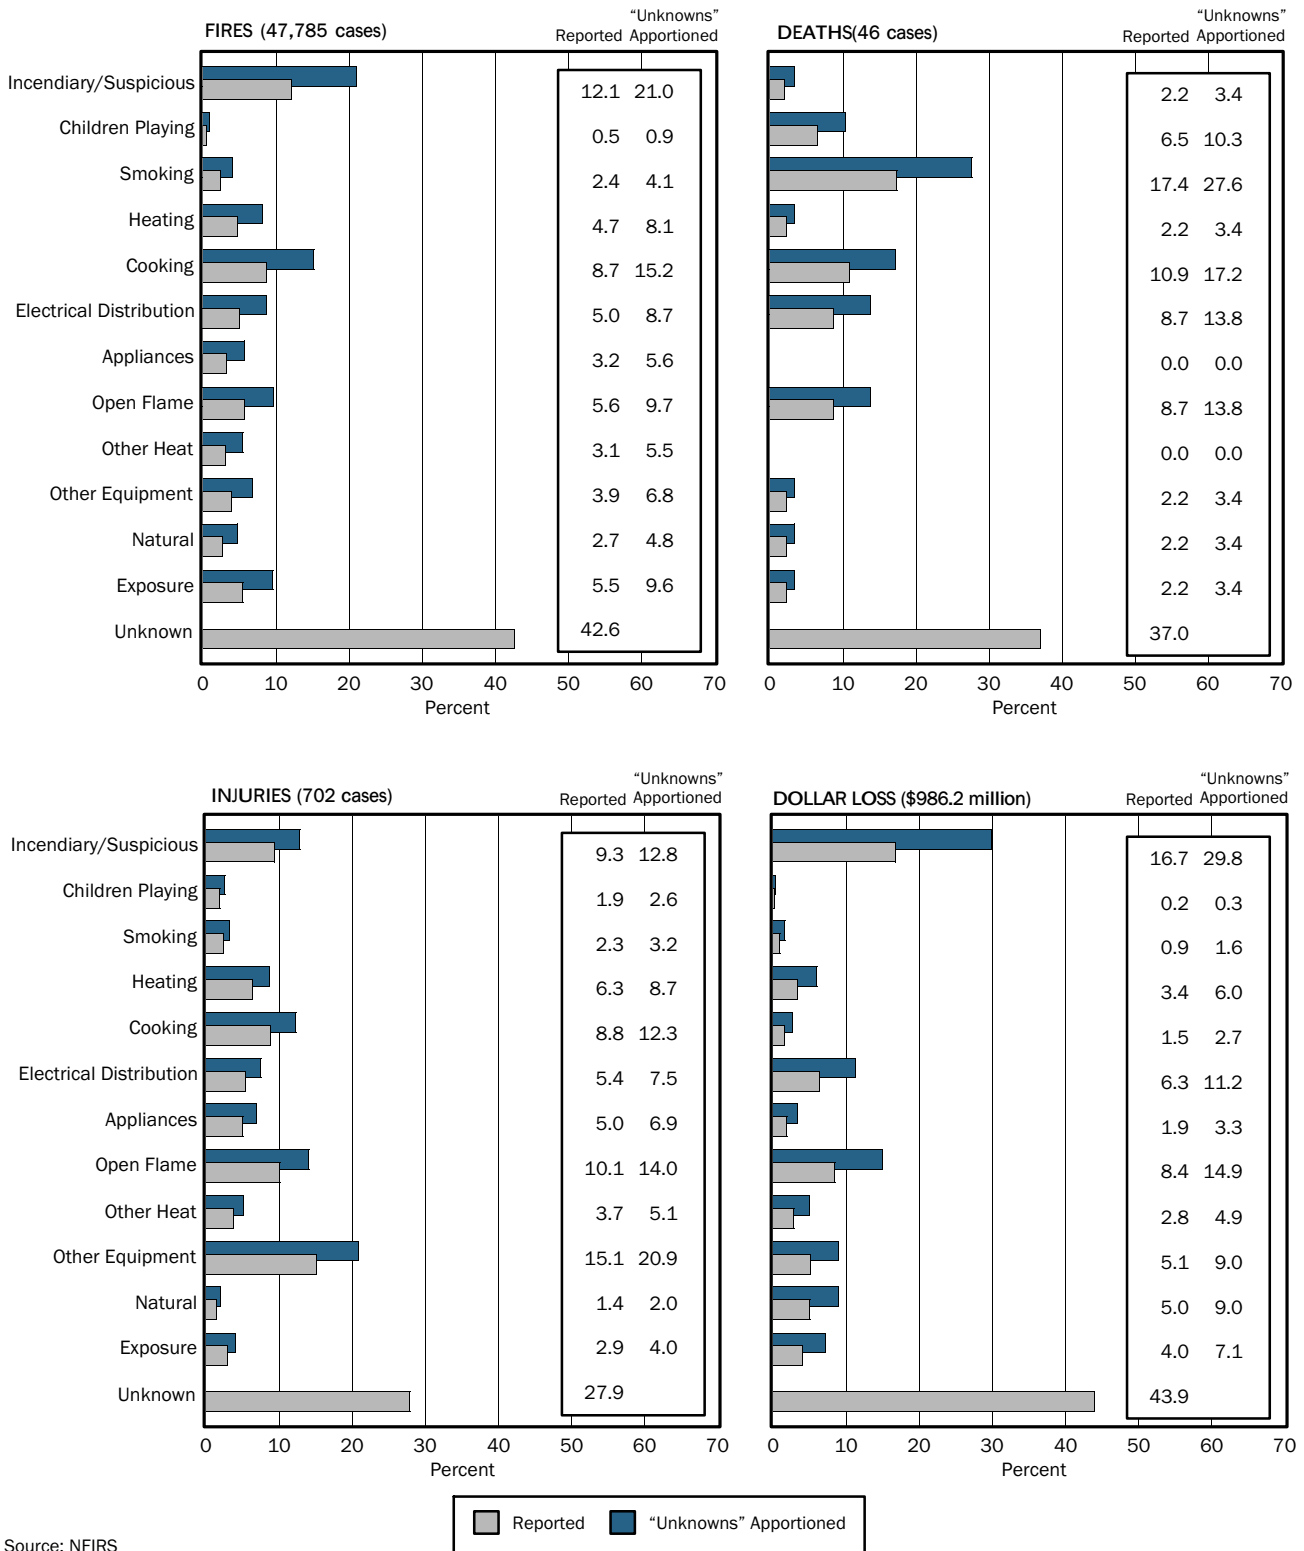 FIRES (47,785 cases)
Reported "Unknowns" Apportioned
Incendiary/Suspicious 12.1 21.0
Children Playing 0.5 0.9
Smoking 2.4 4.1
Heating 4.7 8.1
Cooking 8.7 15.2
Electrical Distribution 5.0 8.7
Appliances 3.2 5.6
Open Flame 5.6 9.7
Other Heat 3.1 5.5
Other Equipment 3.9 6.8
Natural 2.7 4.8
Exposure 5.5 9.6
Unknown 42.6
0 10 20 30 40 50 60 70
Percent
DEATHS(46 cases)
Reported "Unknowns" Apportioned
2.2 3.4
6.5 10.3
17.4 27.6
2.2 3.4
10.9 17.2
8.7 13.8
0.0 0.0
8.7 13.8
0.0 0.0
2.2 3.4
2.2 3.4
2.2 3.4
37.0
0 10 20 30 40 50 60 70
Percent
INJURIES (702 cases)
Reported "Unknowns" Apportioned
Incendiary/Suspicious 9.3 12.8
Children Playing 1.9 2.6
Smoking 2.3 3.2
Heating 6.3 8.7
Cooking 8.8 12.3
Electrical Distribution 5.4 7.5
Appliances 5.0 6.9
Open Flame 10.1 14.0
Other Heat 3.7 5.1
Other Equipment 15.1 20.9
Natural 1.4 2.0
Exposure 2.9 4.0
Unknown 27.9
0 10 20 30 40 50 60 70
Percent
DOLLAR LOSS ($986.2 million)
Reported "Unknowns" Apportioned
16.7 29.8
0.2 0.3
0.9 1.6
3.4 6.0
1.5 2.7
6.3 11.2
1.9 3.3
8.4 14.9
2.8 4.9
5.1 9.0
5.0 9.0
4.0 7.1
43.9
0 10 20 30 40 50 60 70
Percent
Reported "Unknowns" Apportioned
Source: NFIRS